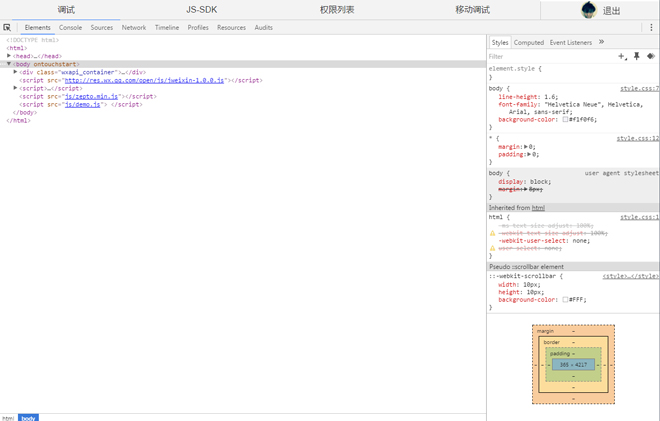 调试 JS-SDK 权限列表 移动调试 退出
Elements Console Sources Network Timeline Profiles Resources Audits
<!DOCTYPE html>
<html>
<head>…</head>
<body ontouchstart>
<div class="wxapi_container">…</div>
<script src="http://res.wx.qq.com/open/js/jweixin-1.0.0.js"></script>
<script>…</script>
<script src="js/zepto.min.js"></script>
<script src="js/demo.js"> </script>
</body>
</html>
html body
Styles Computed Event Listeners »
Filter
element.style {
}
body { style.css:7
line-height: 1.6;
font-family: "Helvetica Neue", Helvetica,
Arial, sans-serif;
background-color: #f1f0f6;
}
* { style.css:12
margin: 0;
padding: 0;
}
body { user agent stylesheet
display: block;
margin: 8px;
}
Inherited from html
html { style.css:1
-ms-text-size-adjust: 100%;
-webkit-text-size-adjust: 100%;
-webkit-user-select: none;
user-select: none;
}
Pseudo ::scrollbar element
::-webkit-scrollbar { <style>…</style>
width: 10px;
height: 10px;
background-color: #FFF;
}
margin –
border –
padding –
– – – 365 × 4217 – – –
–
–
–